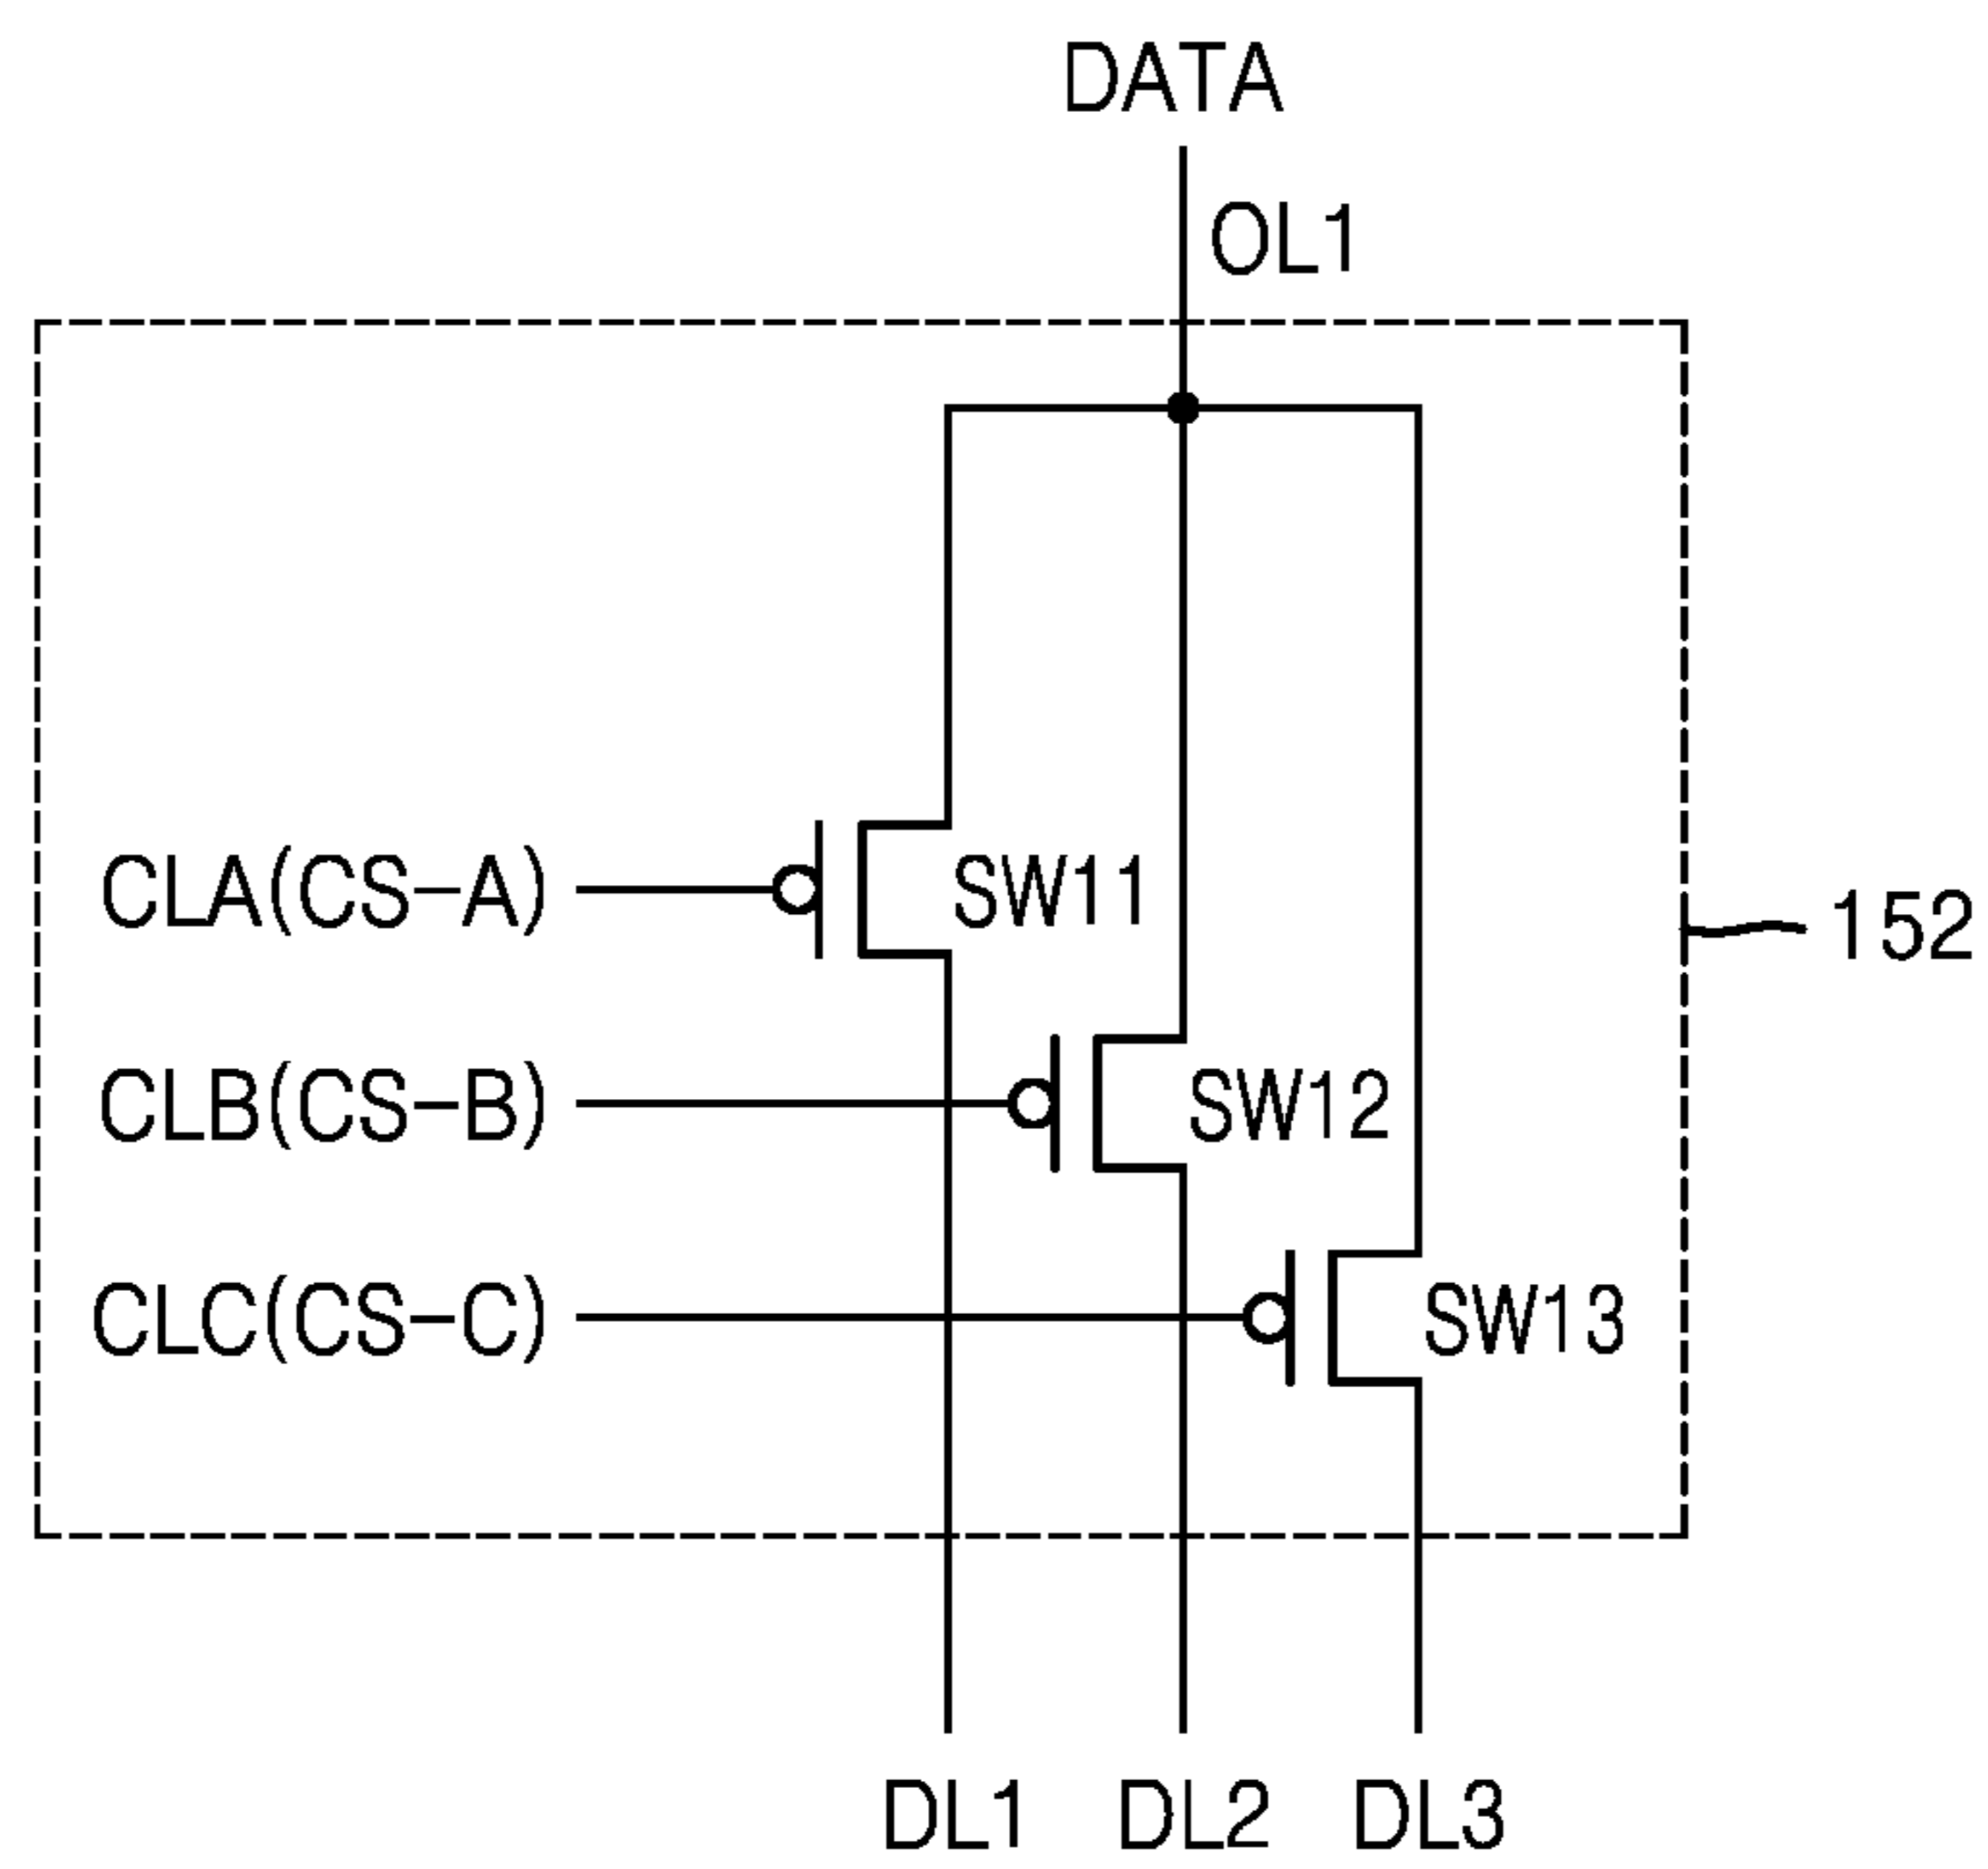 DATA
OL1
CLA(CS-A)
SW11
152
CLB(CS-B)
SW12
CLC(CS-C)
SW13
DL1
DL2
DL3